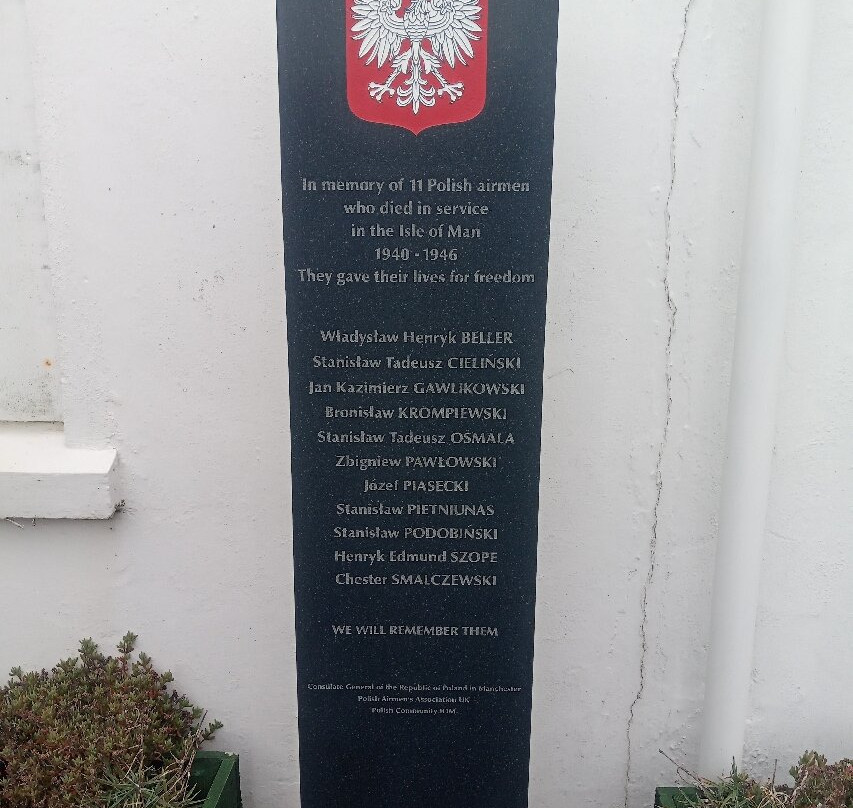 In memory of 11 Polish airmen
who died in service
in the Isle of Man
1940 - 1946
They gave their lives for freedom
Władysław Henryk BELLER
Stanisław Tadeusz CIELIŃSKI
Jan Kazimierz GAWLIKOWSKI
Bronisław KROMPIEWSKI
Stanisław Tadeusz OSMALA
Zbigniew PAWŁOWSKI
Józef PIASECKI
Stanisław PIETNIUNAS
Stanisław PODOBIŃSKI
Henryk Edmund SZOPE
Chester SMALCZEWSKI
WE WILL REMEMBER THEM
Consulate General of the Republic of Poland in Manchester
Polish Airmen's Association UK
Polish Community IOM